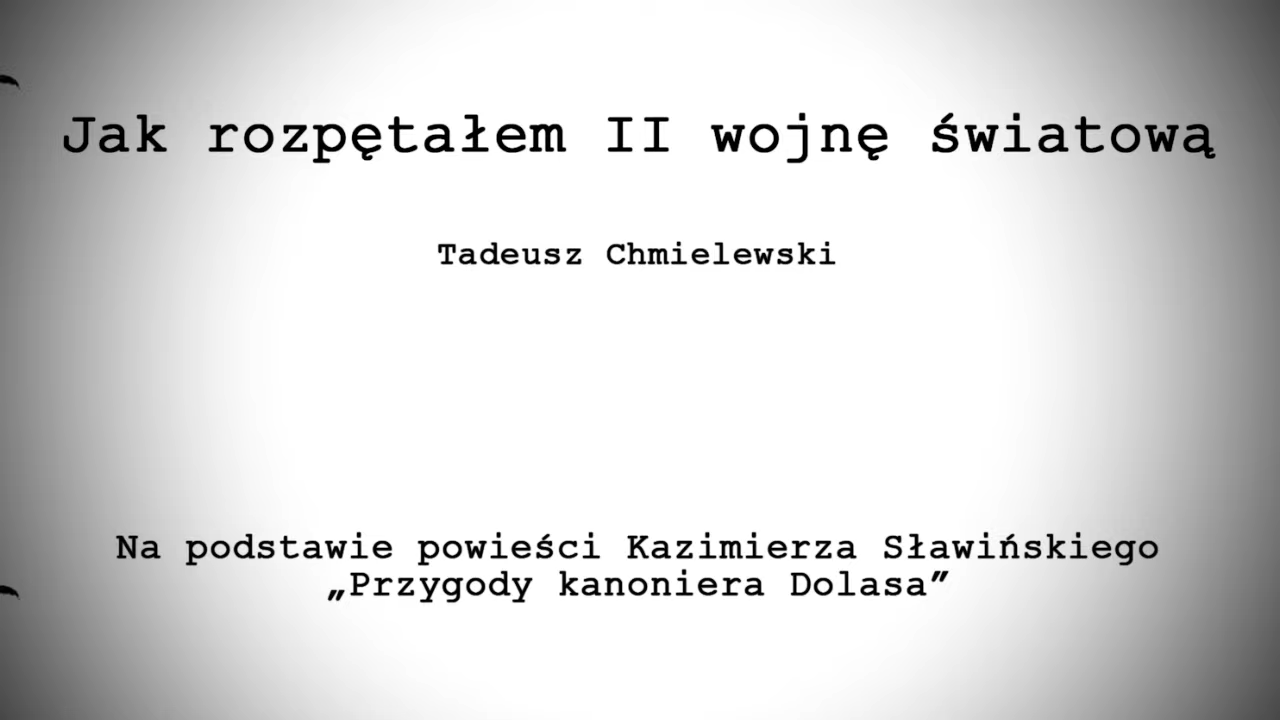 Jak rozpętałem II wojnę światową
Tadeusz Chmielewski
Na podstawie powieści Kazimierza Sławińskiego
„Przygody kanoniera Dolasa”